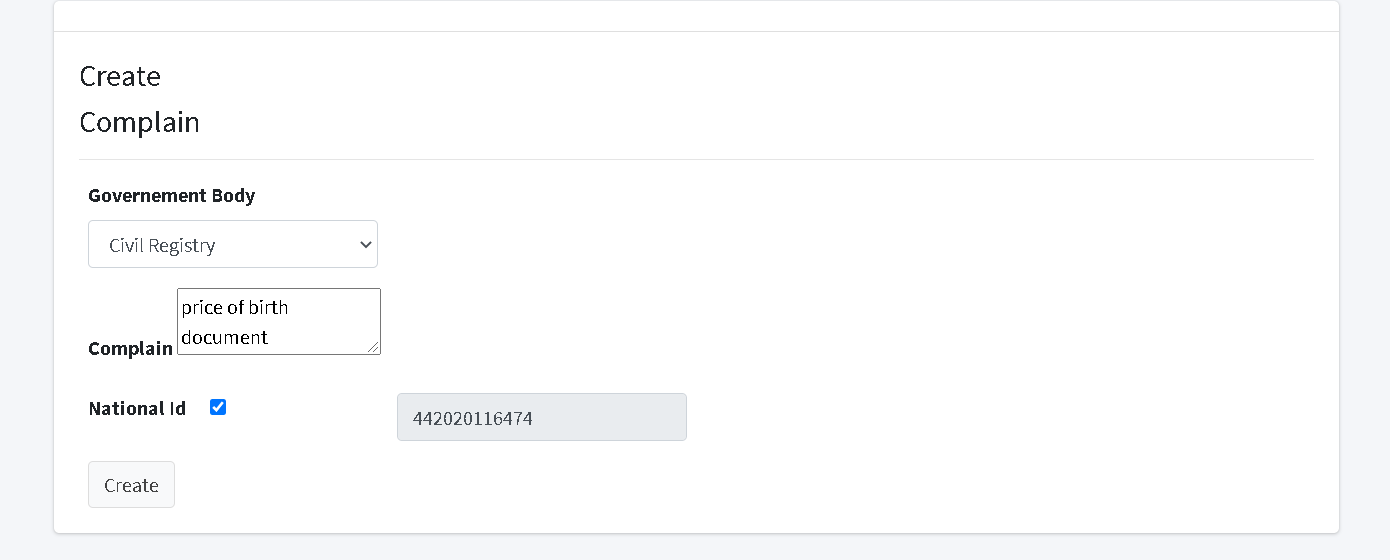 Create
Complain
Governement Body
Civil Registry
price of birth
document
Complain
National Id
442020116474
Create